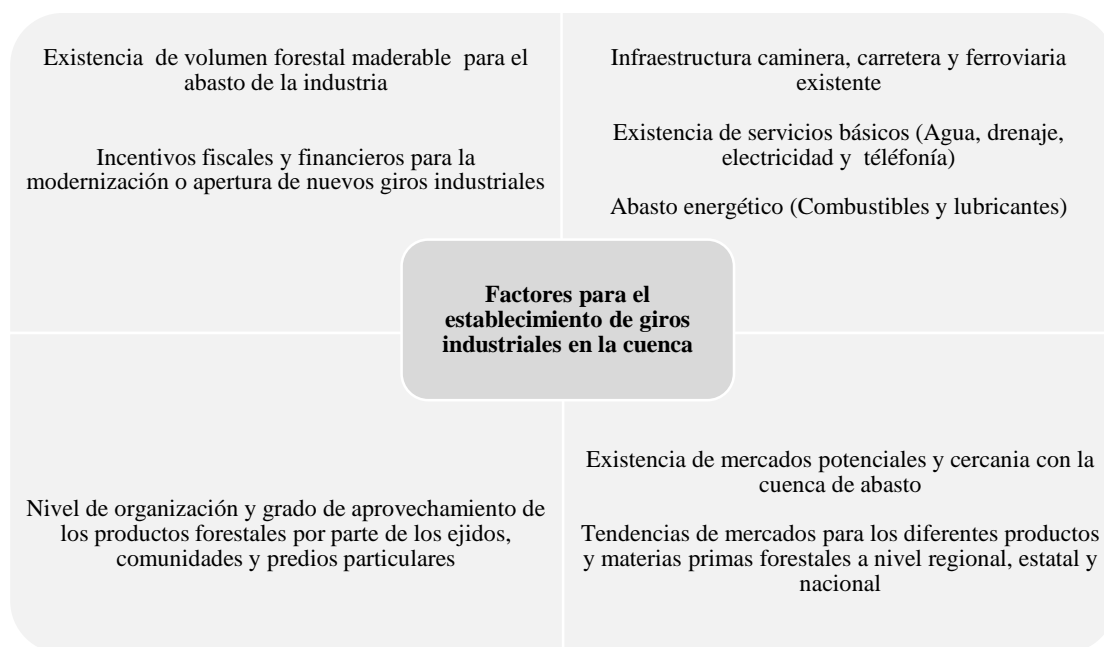 Existencia de volumen forestal maderable para el
abasto de la industria
Incentivos fiscales y financieros para la
modernización o apertura de nuevos giros industriales
Infraestructura caminera, carretera y ferroviaria
existente
Existencia de servicios básicos (Agua, drenaje,
electricidad y téléfonía)
Abasto energético (Combustibles y lubricantes)
Factores para el
establecimiento de giros
industriales en la cuenca
Nivel de organización y grado de aprovechamiento de
los productos forestales por parte de los ejidos,
comunidades y predios particulares
Existencia de mercados potenciales y cercania con la
cuenca de abasto
Tendencias de mercados para los diferentes productos
y materias primas forestales a nivel regional, estatal y
nacional